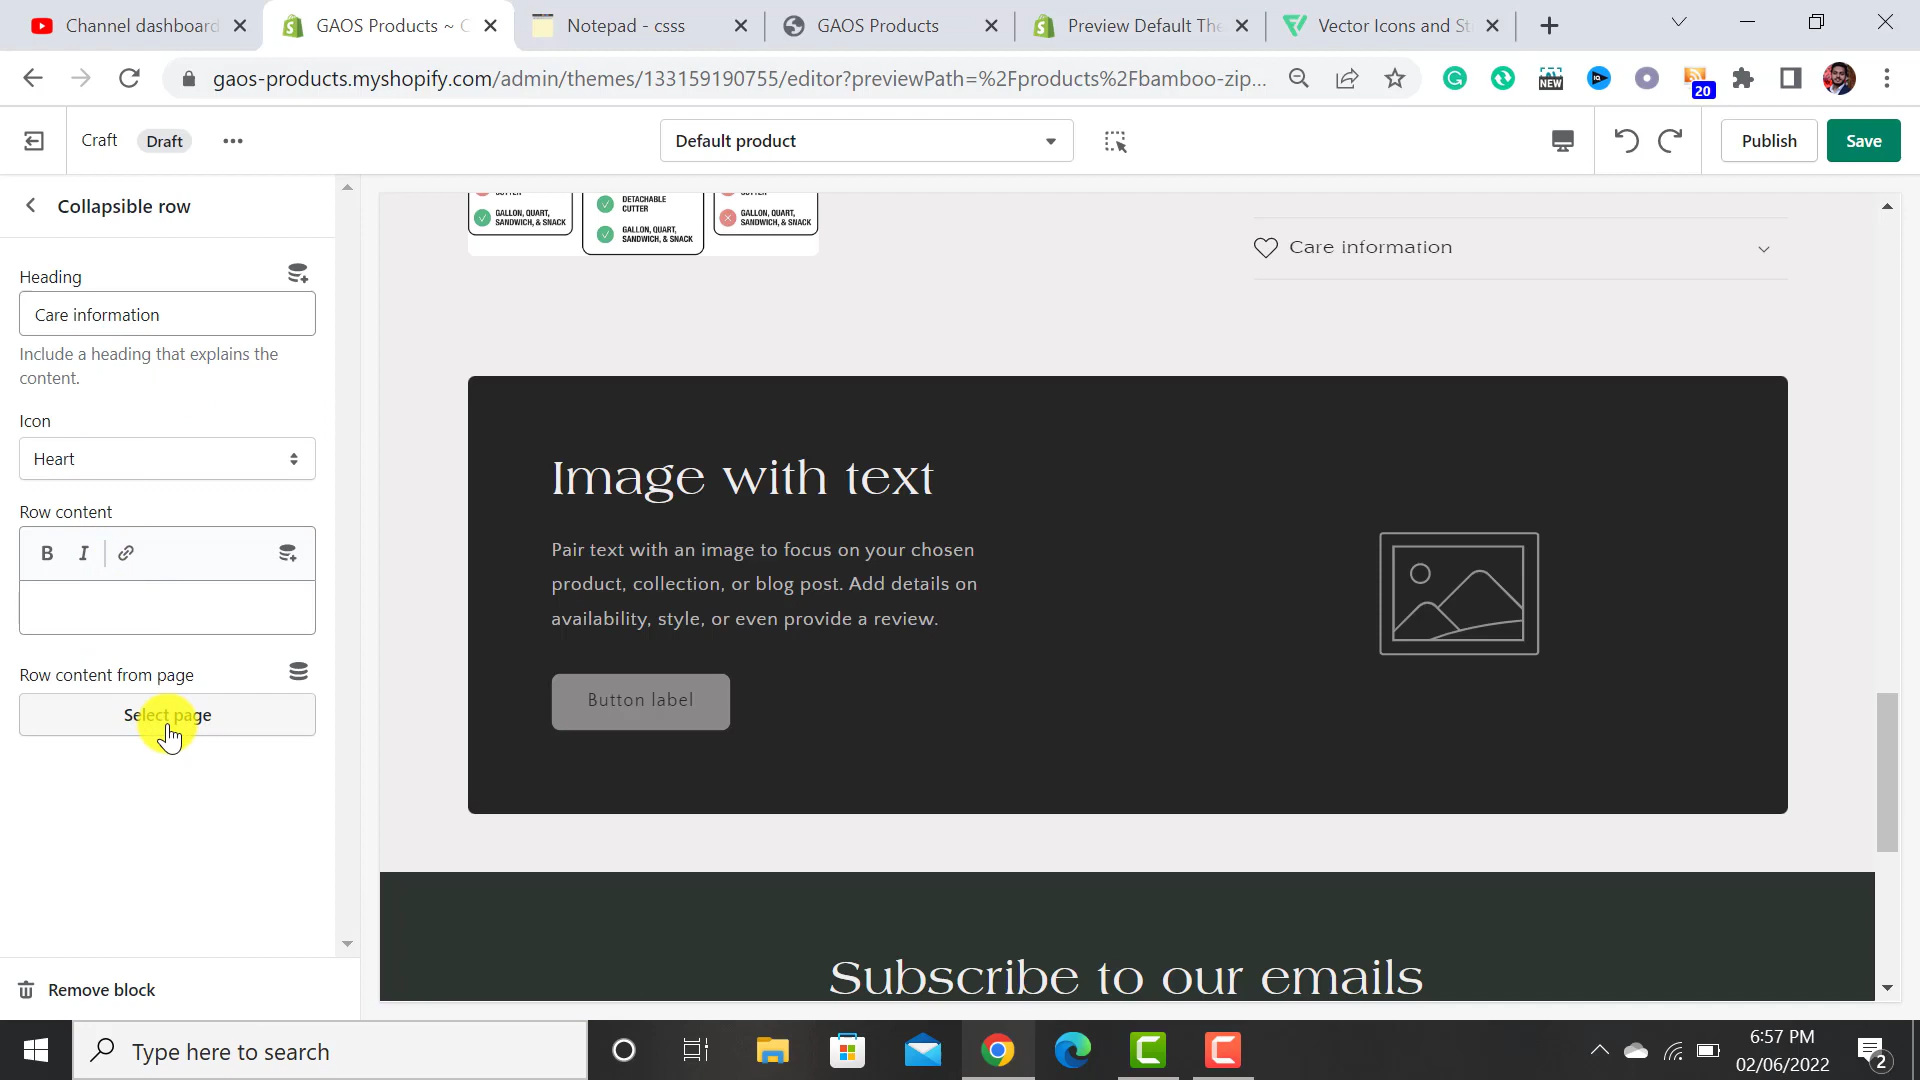 Channel dashboard
GAOS Products ~ C
Notepad - csss
GAOS Products
Preview Default The
Vector Icons and St
gaos-products.myshopify.com/admin/themes/133159190755/editor?previewPath=%2Fproducts%2Fbamboo-zip...
NEW
20
Craft
Draft
Default product
Publish
Save
Collapsible row
Heading
Care information
Include a heading that explains the
content.
Icon
Heart
Row content
B I
Row content from page
Select page
Remove block
GALLON, QUART,
SANDWICH, & SNACK
DETACHABLE
CUTTER
GALLON, QUART,
SANDWICH, & SNACK
GALLON, QUART,
SANDWICH, & SNACK
Care information
Image with text
Pair text with an image to focus on your chosen
product, collection, or blog post. Add details on
availability, style, or even provide a review.
Button label
Subscribe to our emails
Type here to search
6:57 PM
02/06/2022
2